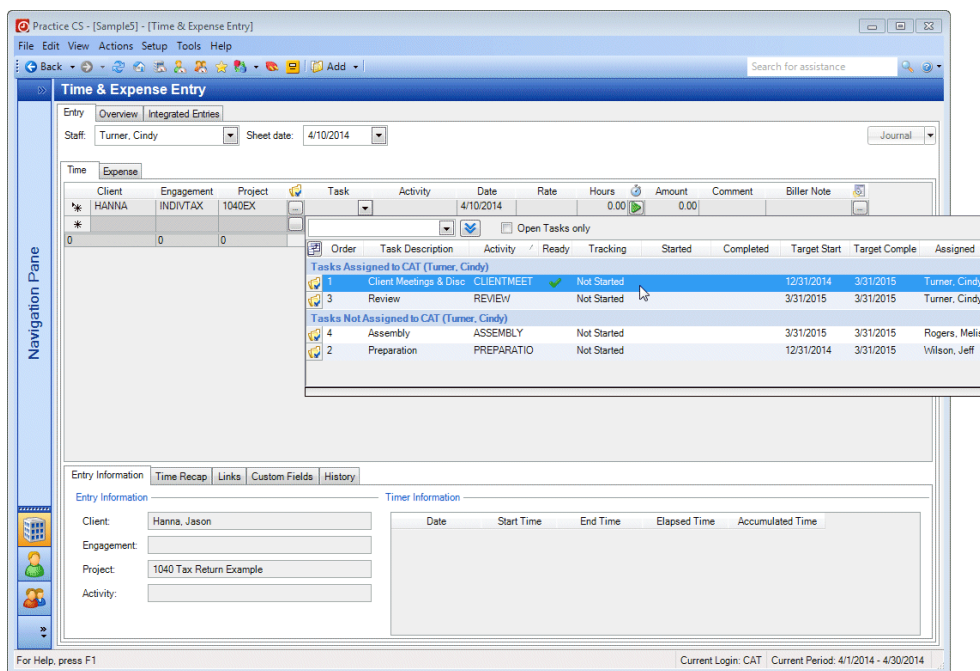 Practice CS - [Sample5] - [Time & Expense Entry]
File Edit View Actions Setup Tools Help
Back Add Search for assistance
Time & Expense Entry
Entry Overview Integrated Entries
Staff: Turner, Cindy Sheet date: 4/10/2014 Journal
Time Expense
Client Engagement Project Task Activity Date Rate Hours Amount Comment Biller Note
HANNA INDIVTAX 1040EX ... 4/10/2014 0.00 0.00 ...
...
0 0 0
Open Tasks only
Order Task Description Activity Ready Tracking Started Completed Target Start Target Comple Assigned
Tasks Assigned to CAT (Turner, Cindy)
1 Client Meetings & Disc CLIENTMEET Not Started 12/31/2014 3/31/2015 Turner, Cindy
3 Review REVIEW Not Started 3/31/2015 3/31/2015 Turner, Cindy
Tasks Not Assigned to CAT (Turner, Cindy)
4 Assembly ASSEMBLY Not Started 3/31/2015 3/31/2015 Rogers, Melis
2 Preparation PREPARATIO Not Started 12/31/2014 3/31/2015 Wilson, Jeff
Navigation Pane
Entry Information Time Recap Links Custom Fields History
Entry Information Timer Information
Client: Hanna, Jason Date Start Time End Time Elapsed Time Accumulated Time
Engagement:
Project: 1040 Tax Return Example
Activity:
For Help, press F1 Current Login: CAT Current Period: 4/1/2014 - 4/30/2014